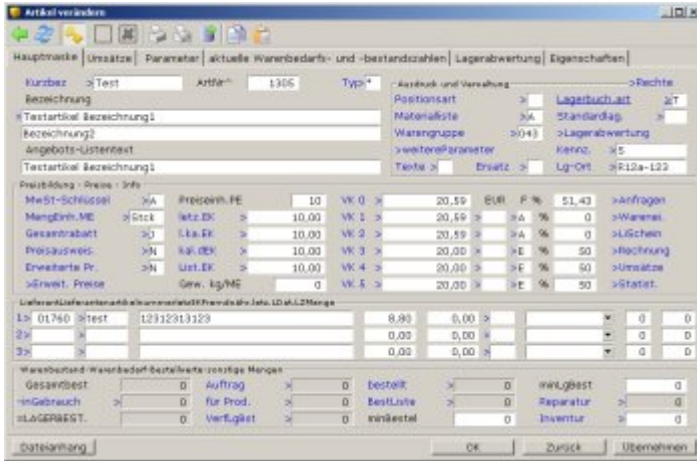 Artikel verändern
Hauptmaske Umsätze Parameter aktuelle Warenbedarfs- und -bestandszahlen Lagerabwertung Eigenschaften
Kurzbez > Test ArtNr^ 1305 Typ> * Ausdruck und Verwaltung >Rechte
Bezeichnung Positionsart > Lagerbuch.art > T
> Testartikel Bezeichnung1 Materialliste > A Standardlag. >
Bezeichnung2 Warengruppe > 043 >Lagerabwertung
Angebots-Listentext >weitereParameter Kennz. > S
Testartikel Bezeichnung1 Texte > Ersatz > Lg-Ort > R12a-123
Preisbildung - Preise - Info
MwSt-Schlüssel > A Preiseinh.PE 10 VK 0 > 20,59 EUR F % 51,43 >Anfragen
MengEinh.ME > Stck letz.EK > 10,00 VK 1 > 20,59 > > A % 0 >Warenei.
Gesamtrabatt > J l.ka.EK > 10,00 VK 2 > 20,59 > > A % 0 >LiSchein
Preisausweis. > N kal.dEK > 10,00 VK 3 > 20,00 > > E % 50 >Rechnung
Erweiterte Pr. > N List.EK > 10,00 VK 4 > 20,00 > > E % 50 >Umsätze
>Erweit. Preise Gew. kg/ME 0 VK 5 > 20,00 > > E % 50 >Statist.
1> 01760 > test 12312313123 8,80 0,00 > 0 0
2> > 0,00 0,00 > 0 0
3> > 0,00 0,00 > 0 0
Warenbestand-Warenbedarf-Bestellwerte-sonstige Mengen
Gesamtbest 0 Auftrag > 0 bestellt > 0 minLgBest 0
-inGebrauch > 0 für Prod. > 0 BestListe > 0 Reparatur > 0
=LAGERBEST. 0 VerfLgBst 0 minBestel 0 Inventur > 0
Dateianhang OK Zurück Übernehmen